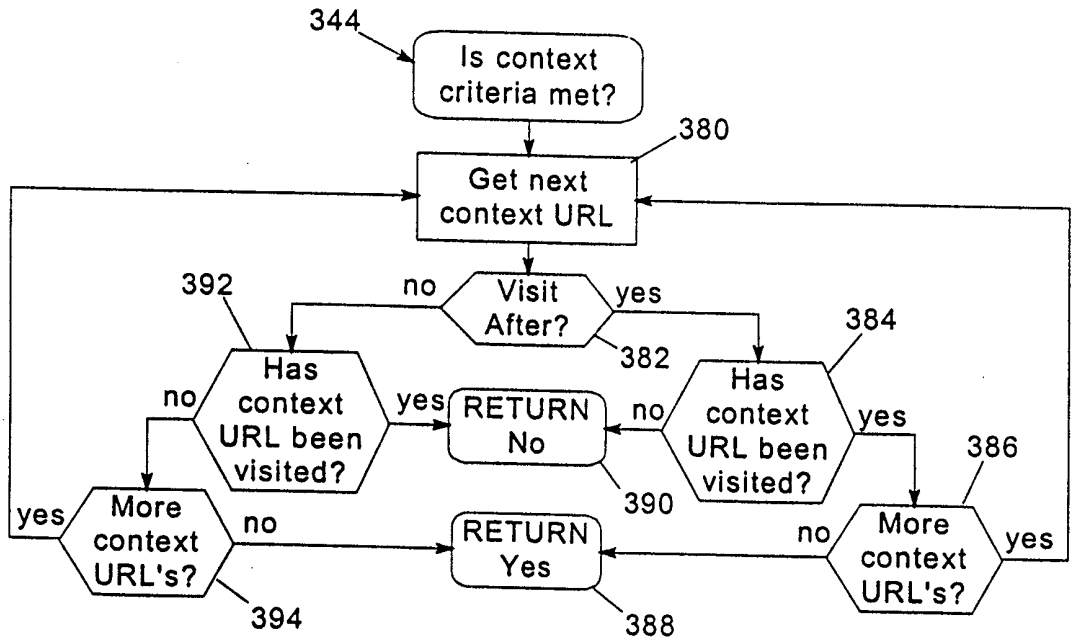 344
Is context
criteria met?
380
Get next
context URL
392
no
Visit
After?
yes
382
384
Has
context
URL been
visited?
no
yes
RETURN
No
390
Has
context
URL been
visited?
no
yes
386
More
context
URL's?
yes
no
394
RETURN
Yes
388
More
context
URL's?
no
yes